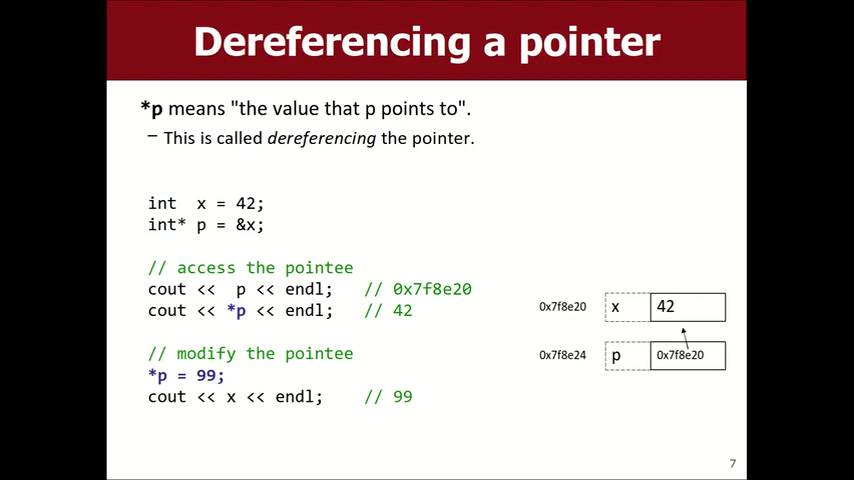 Dereferencing a pointer
*p means "the value that p points to".
– This is called dereferencing the pointer.
int  x = 42;
int* p = &x;
// access the pointee
cout <<  p << endl;   // 0x7f8e20
cout << *p << endl;   // 42
// modify the pointee
*p = 99;
cout << x << endl;    // 99
0x7f8e20 x 42
0x7f8e24 p 0x7f8e20
7